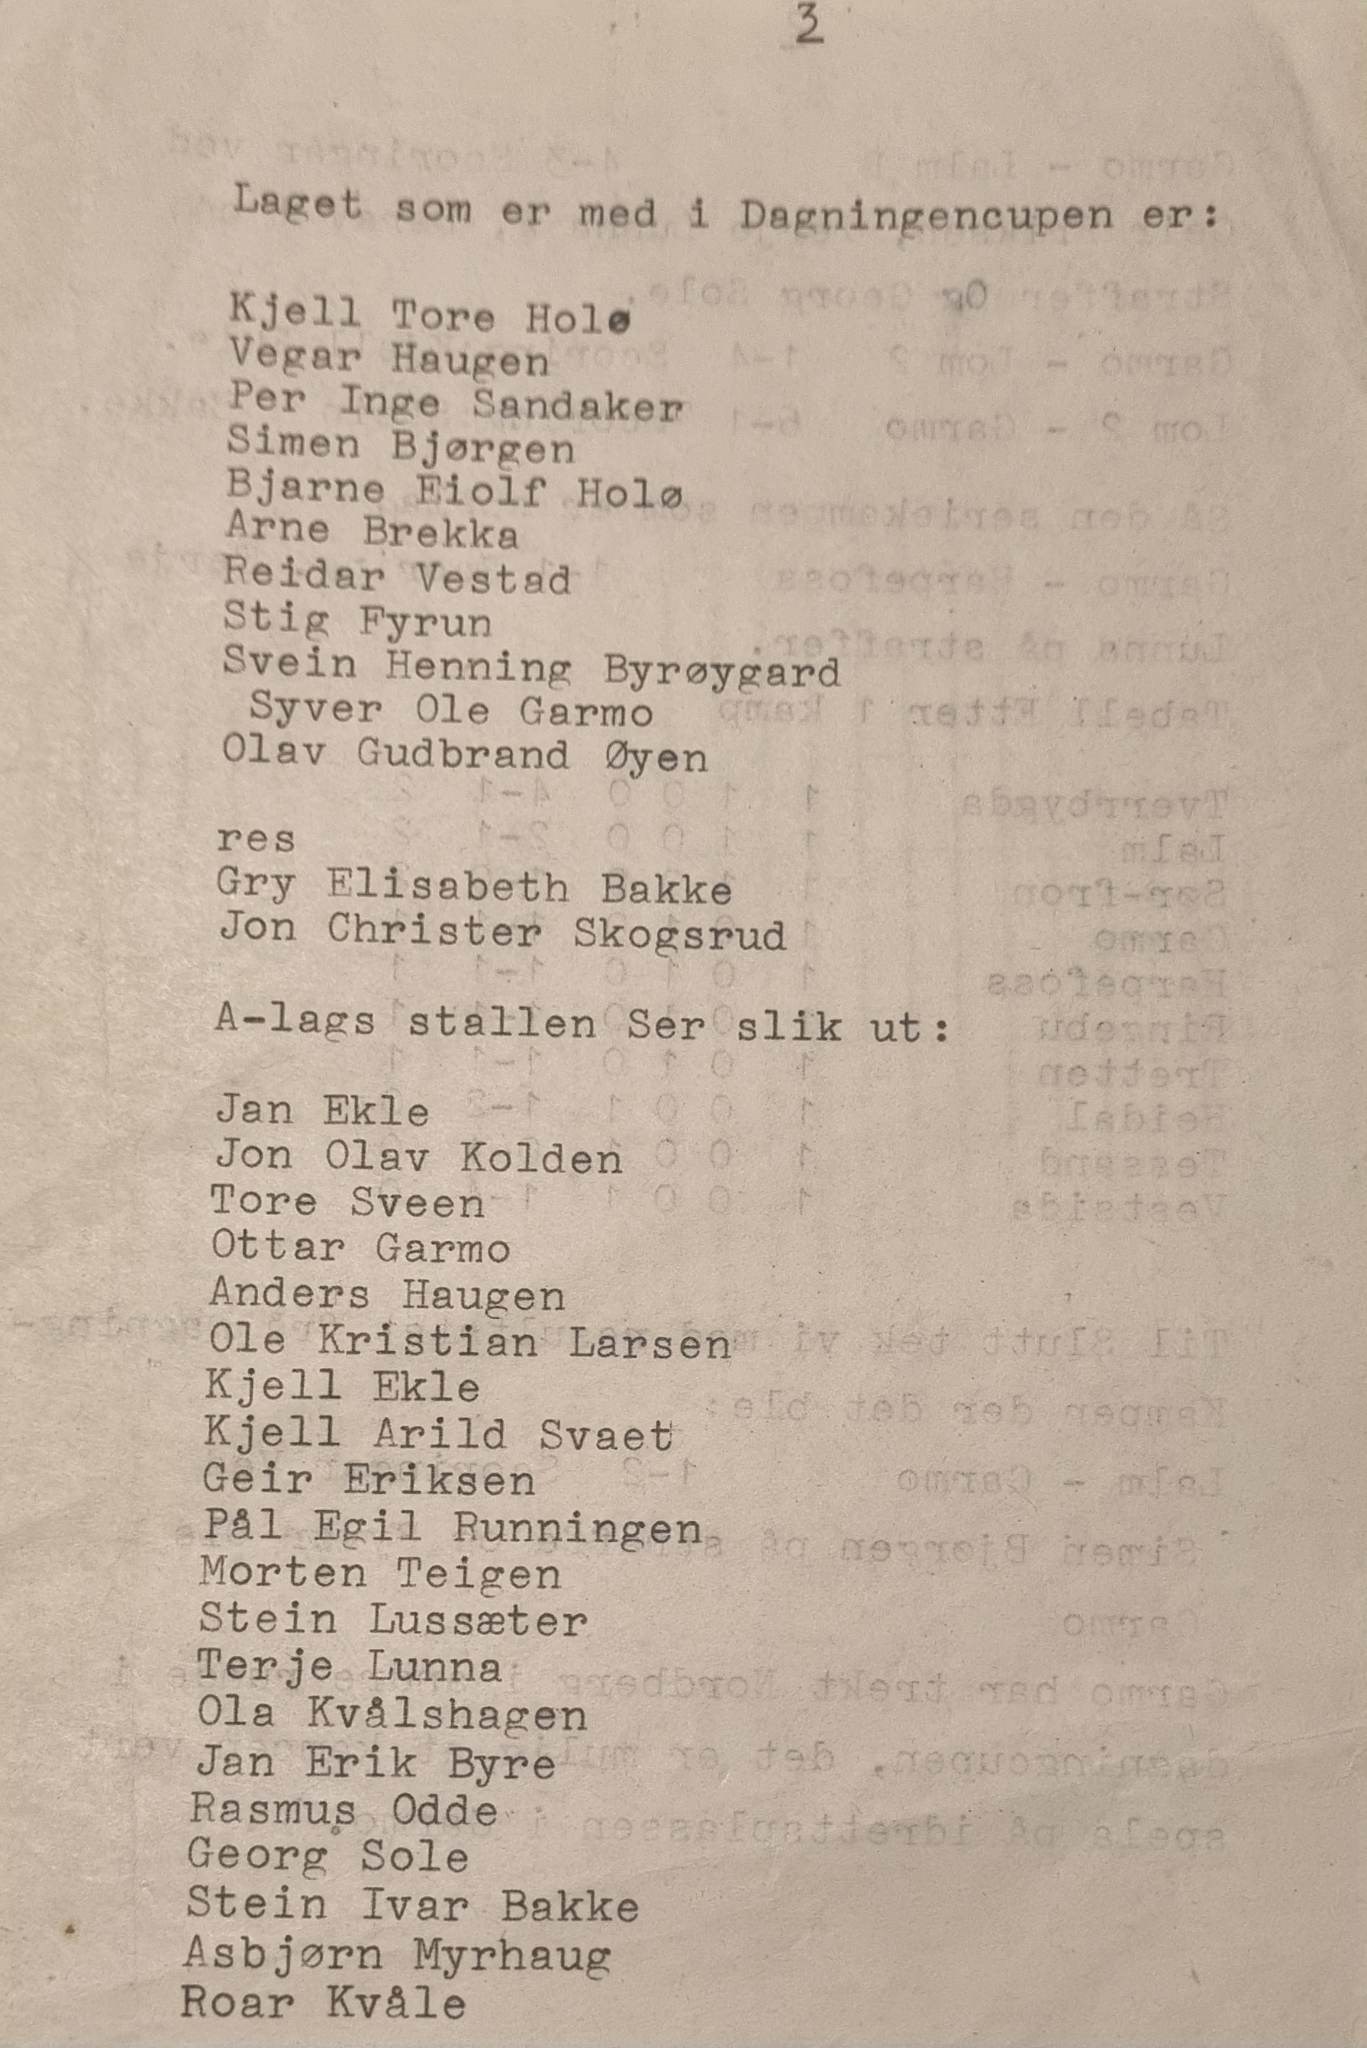 3
Laget som er med i Dagningencupen er:
Kjell Tore Holø
Vegar Haugen
Per Inge Sandaker
Simen Bjørgen
Bjarne Eiolf Holø
Arne Brekka
Reidar Vestad
Stig Fyrun
Svein Henning Byrøygard
Syver Ole Garmo
Olav Gudbrand Øyen
res
Gry Elisabeth Bakke
Jon Christer Skogsrud
A-lags stallen Ser slik ut:
Jan Ekle
Jon Olav Kolden
Tore Sveen
Ottar Garmo
Anders Haugen
Ole Kristian Larsen
Kjell Ekle
Kjell Arild Svaet
Geir Eriksen
Pål Egil Runningen
Morten Teigen
Stein Lussæter
Terje Lunna
Ola Kvålshagen
Jan Erik Byre
Rasmus Odde
Georg Sole
Stein Ivar Bakke
Asbjørn Myrhaug
Roar Kvåle